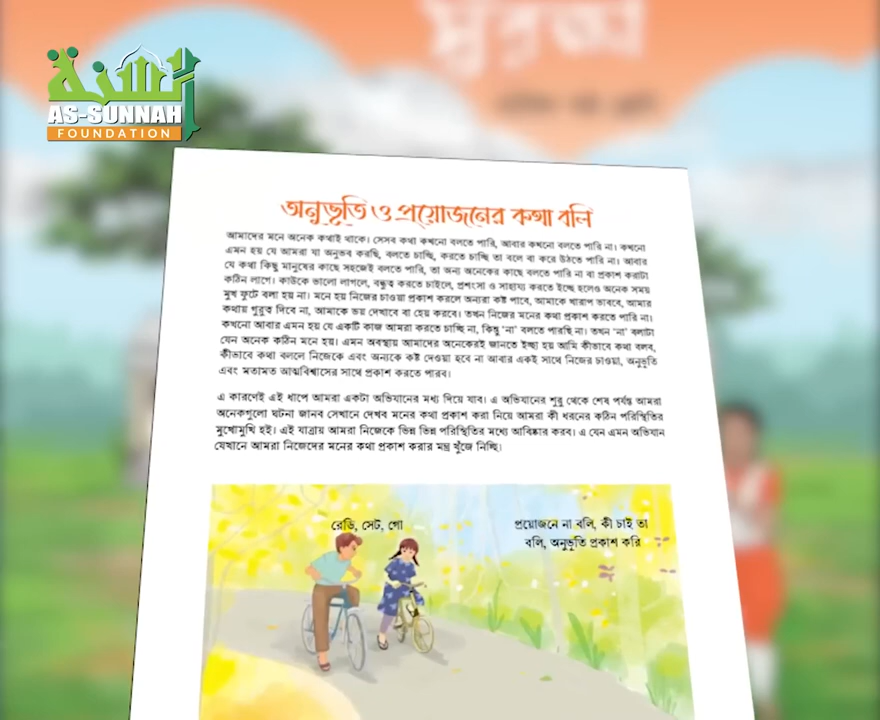 السنة
AS-SUNNAH
FOUNDATION
সুরক্ষা
অনুভূতি ও প্রয়োজনের কথা বলি
আমাদের মনে অনেক কথাই থাকে। সেসব কথা কখনো বলতে পারি, আবার কখনো বলতে পারি না। কখনো
এমন হয় যে আমরা যা অনুভব করছি, বলতে চাচ্ছি, করতে চাচ্ছি তা বলে বা করে উঠতে পারি না। আবার
যে কথা কিছু মানুষের কাছে সহজেই বলতে পারি, তা অন্য অনেকের কাছে বলতে পারি না বা প্রকাশ করাটা
কঠিন লাগে। কাউকে ভালো লাগলে, বন্ধুত্ব করতে চাইলে, প্রশংসা ও সাহায্য করতে ইচ্ছে হলেও অনেক সময়
মুখ ফুটে বলা হয় না। মনে হয় নিজের চাওয়া প্রকাশ করলে অন্যরা কষ্ট পাবে, আমাকে খারাপ ভাববে, আমার
কথায় গুরুত্ব দিবে না, আমাকে ভয় দেখাবে বা হেয় করবে। তখন নিজের মনের কথা প্রকাশ করতে পারি না।
কখনো আবার এমন হয় যে একটি কাজ আমরা করতে চাচ্ছি না, কিন্তু 'না' বলতে পারছি না। তখন 'না' বলাটা
যেন অনেক কঠিন মনে হয়। এমন অবস্থায় আমাদের অনেকেরই জানতে ইচ্ছা হয় আমি কীভাবে কথা বলব,
কীভাবে কথা বললে নিজেকে এবং অন্যকে কষ্ট দেওয়া হবে না আবার একই সাথে নিজের চাওয়া, অনুভূতি
এবং মতামত আত্মবিশ্বাসের সাথে প্রকাশ করতে পারব।
এ কারণেই এই ধাপে আমরা একটা অভিযানের মধ্য দিয়ে যাব। এ অভিযানের শুরু থেকে শেষ পর্যন্ত আমরা
অনেকগুলো ঘটনা জানব সেখানে দেখব মনের কথা প্রকাশ করা নিয়ে আমরা কী ধরনের কঠিন পরিস্থিতির
মুখোমুখি হই। এই যাত্রায় আমরা নিজেকে ভিন্ন ভিন্ন পরিস্থিতির মধ্যে আবিষ্কার করব। এ যেন এমন অভিযান
যেখানে আমরা নিজেদের মনের কথা প্রকাশ করার মন্ত্র খুঁজে নিচ্ছি।
রেডি, সেট, গো
প্রয়োজনে না বলি, কী চাই তা
বলি, অনুভূতি প্রকাশ করি